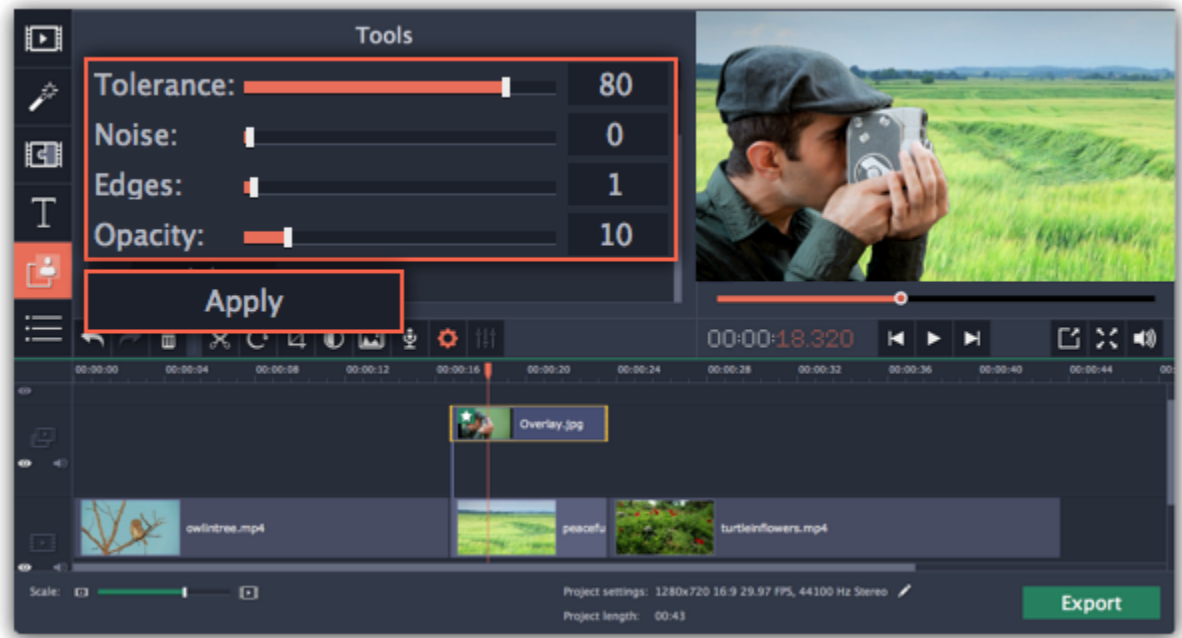 Tools
Tolerance: 80
Noise: 0
Edges: 1
Opacity: 10
Apply
T
00:00:18.320
00:00:00 00:00:04 00:00:08 00:00:12 00:00:16 00:00:20 00:00:24 00:00:28 00:00:32 00:00:36 00:00:40 00:00:44 00:
Overlay.jpg
owlintree.mp4 peacefu turtleinflowers.mp4
Scale: Project settings: 1280x720 16:9 29.97 FPS, 44100 Hz Stereo
Export
Project length: 00:43